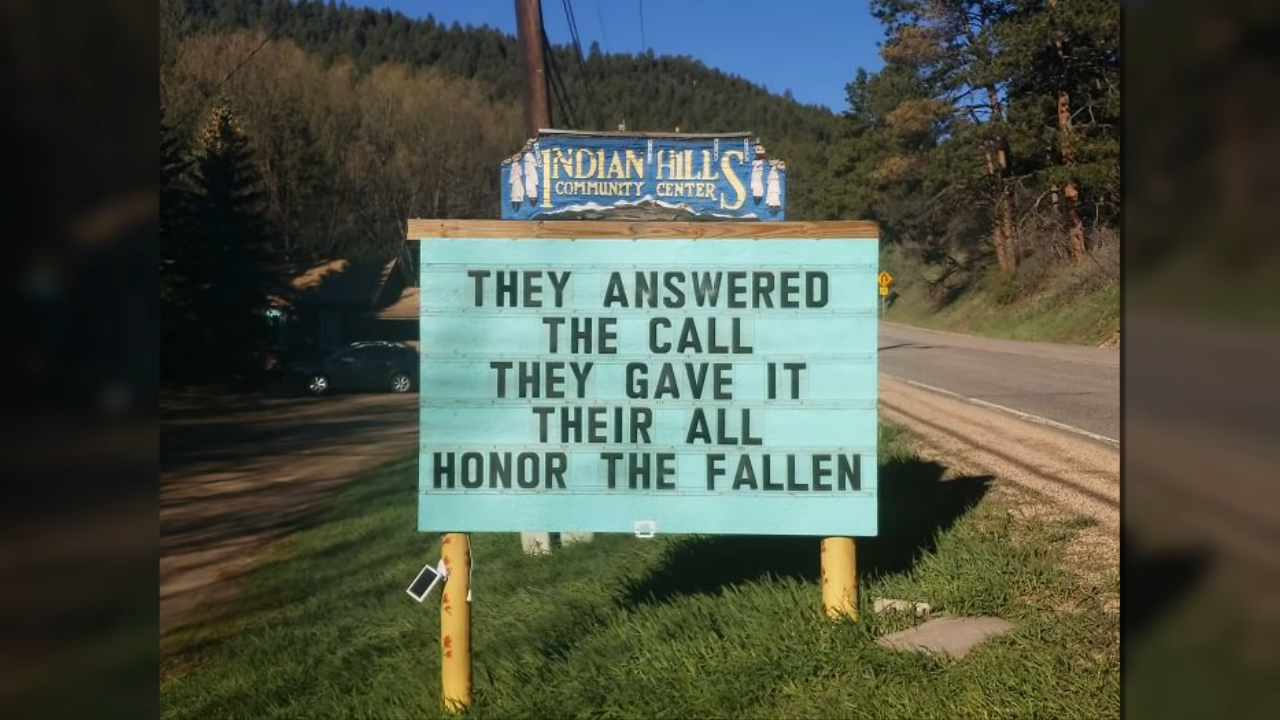 INDIAN HILLS
COMMUNITY CENTER
THEY ANSWERED
THE CALL
THEY GAVE IT
THEIR ALL
HONOR THE FALLEN